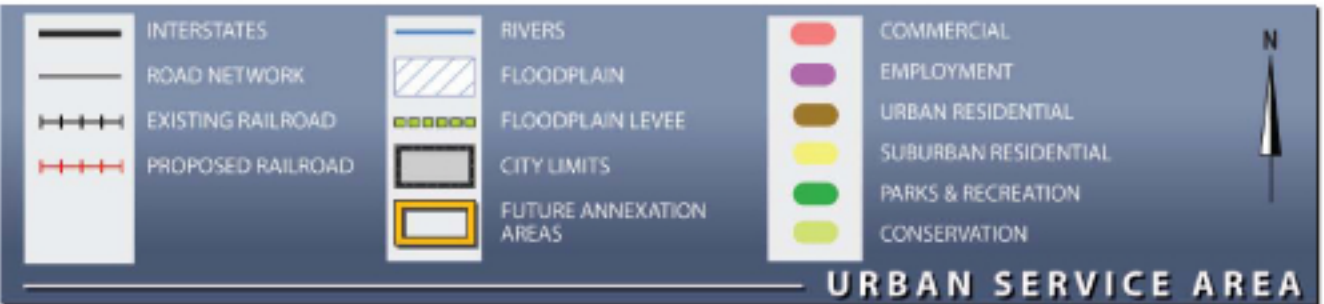 INTERSTATES
ROAD NETWORK
EXISTING RAILROAD
PROPOSED RAILROAD
RIVERS
FLOODPLAIN
FLOODPLAIN LEVEE
CITY LIMITS
FUTURE ANNEXATION
AREAS
COMMERCIAL
EMPLOYMENT
URBAN RESIDENTIAL
SUBURBAN RESIDENTIAL
PARKS & RECREATION
CONSERVATION
N
URBAN SERVICE AREA